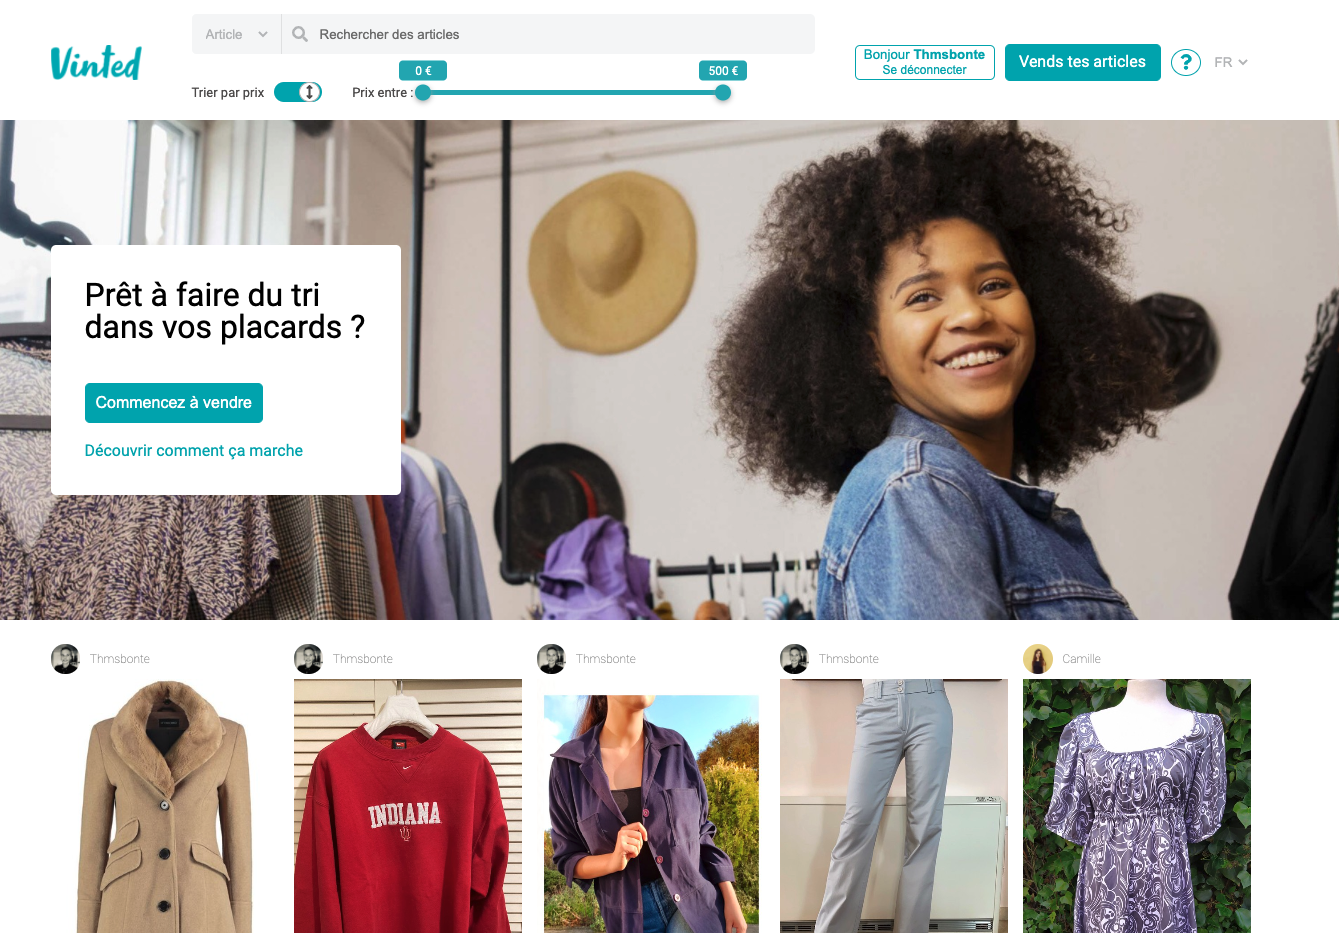 Vinted
Article
Rechercher des articles
Trier par prix
Prix entre :
0 €
500 €
Bonjour Thmsbonte
Se déconnecter
Vends tes articles
?
FR
Prêt à faire du tri
dans vos placards ?
Commencez à vendre
Découvrir comment ça marche
Thmsbonte
Thmsbonte
Thmsbonte
Thmsbonte
Camille
INDIANA